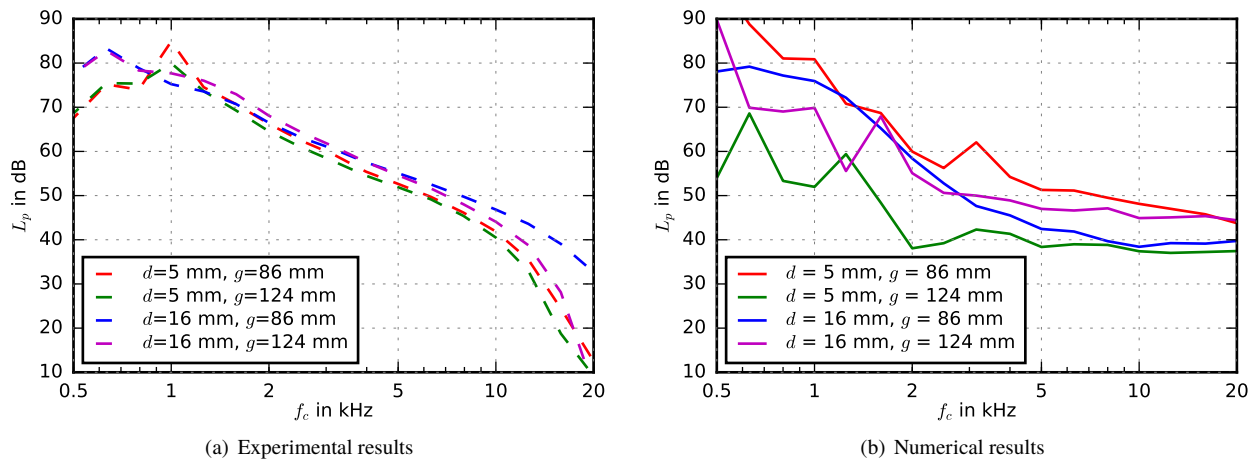 90
80
70
60
50
40
30
20
10
L_p in dB
d=5 mm, g=86 mm
d=5 mm, g=124 mm
d=16 mm, g=86 mm
d=16 mm, g=124 mm
0.5 1 2 5 10 20
f_c in kHz
(a) Experimental results
90
80
70
60
50
40
30
20
10
L_p in dB
d = 5 mm, g = 86 mm
d = 5 mm, g = 124 mm
d = 16 mm, g = 86 mm
d = 16 mm, g = 124 mm
0.5 1 2 5 10 20
f_c in kHz
(b) Numerical results